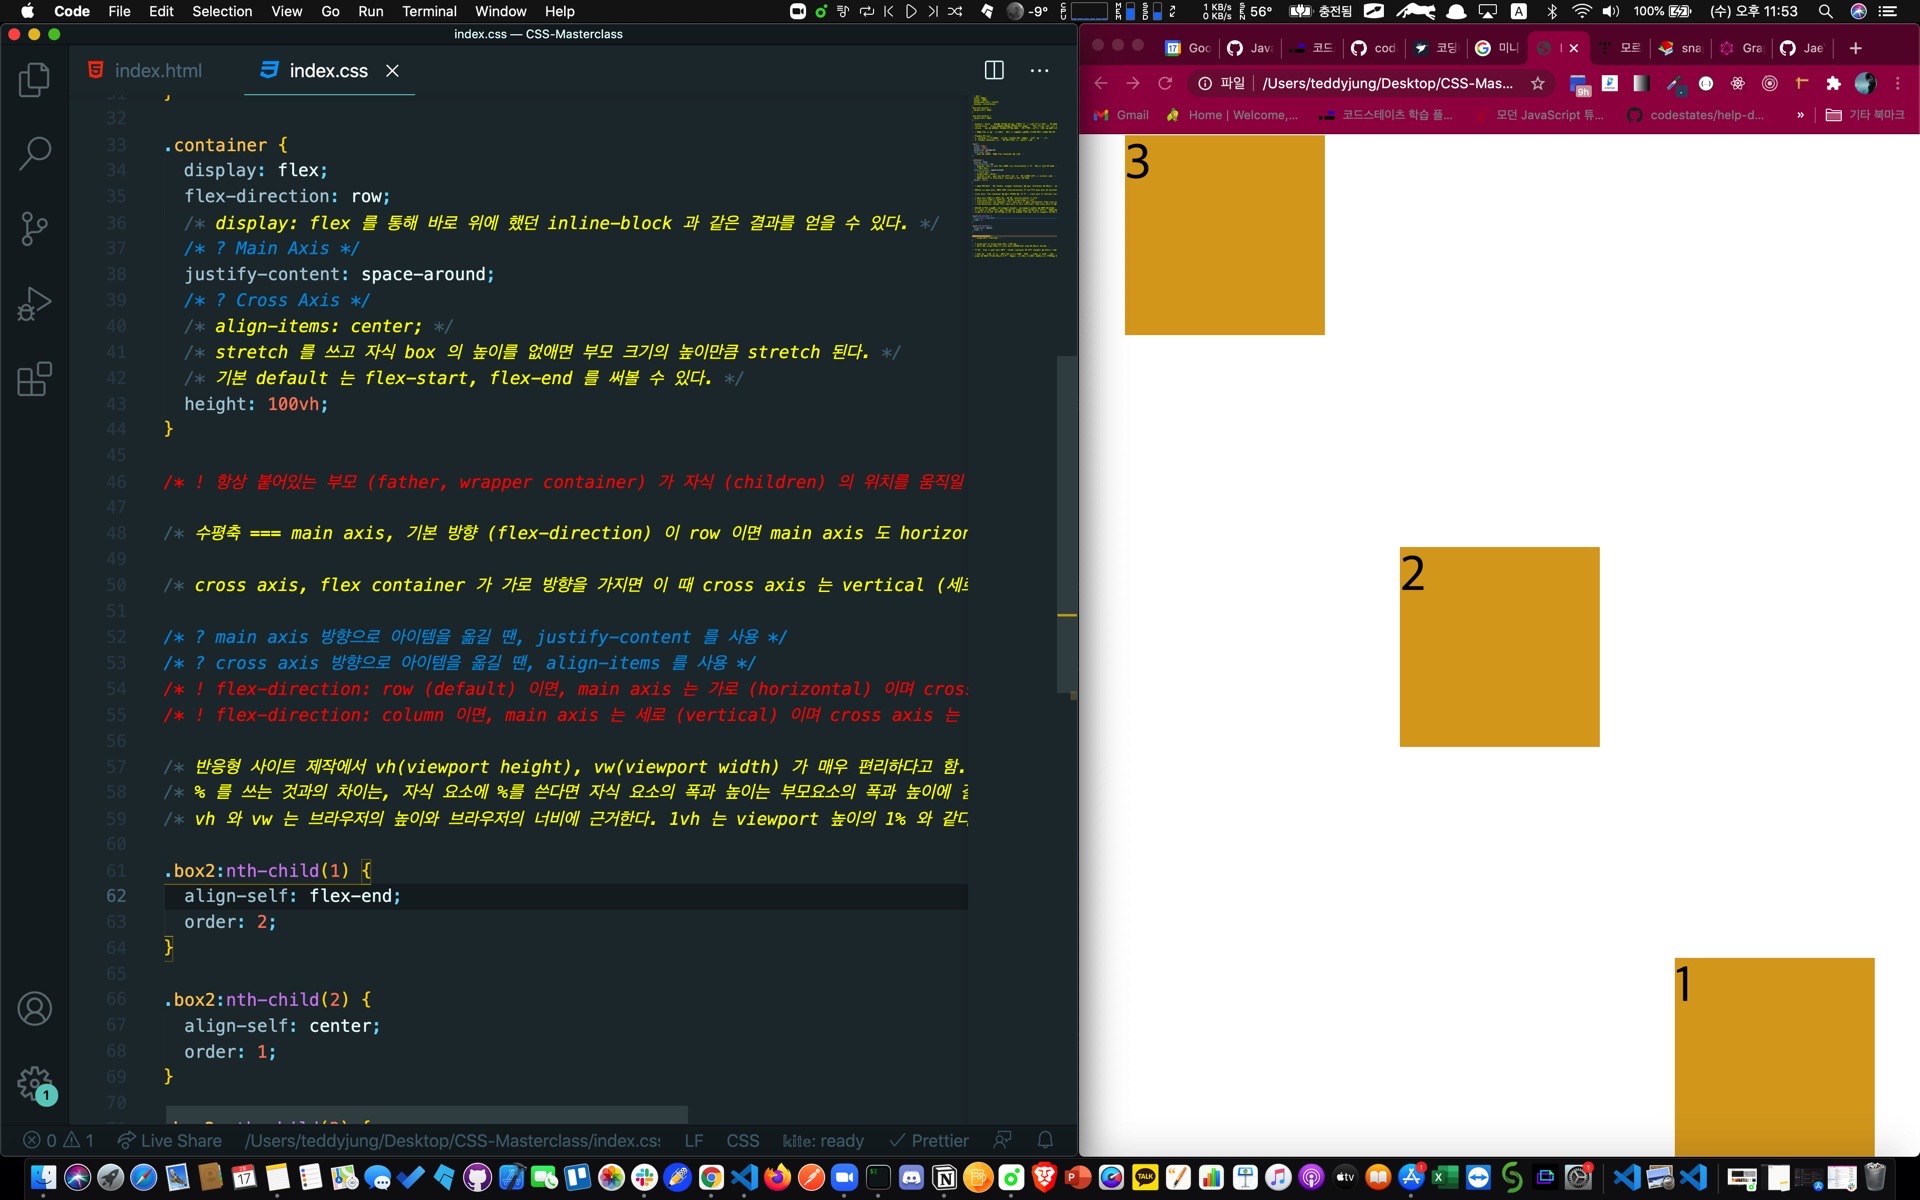 Code File Edit Selection View Go Run Terminal Window Help
-9° 1 KB/s 0 KB/s 56° 충전됨 A 100% (수) 오후 11:53
index.css — CSS-Masterclass
index.html index.css
31 }
32
33 .container {
34 display: flex;
35 flex-direction: row;
36 /* display: flex 를 통해 바로 위에 했던 inline-block 과 같은 결과를 얻을 수 있다. */
37 /* ? Main Axis */
38 justify-content: space-around;
39 /* ? Cross Axis */
40 /* align-items: center; */
41 /* stretch 를 쓰고 자식 box 의 높이를 없애면 부모 크기의 높이만큼 stretch 된다. */
42 /* 기본 default 는 flex-start, flex-end 를 써볼 수 있다. */
43 height: 100vh;
44 }
45
46 /* ! 항상 붙어있는 부모 (father, wrapper container) 가 자식 (children) 의 위치를 움직일
47
48 /* 수평축 === main axis, 기본 방향 (flex-direction) 이 row 이면 main axis 도 horizon
49
50 /* cross axis, flex container 가 가로 방향을 가지면 이 때 cross axis 는 vertical (세로
51
52 /* ? main axis 방향으로 아이템을 옮길 땐, justify-content 를 사용 */
53 /* ? cross axis 방향으로 아이템을 옮길 땐, align-items 를 사용 */
54 /* ! flex-direction: row (default) 이면, main axis 는 가로 (horizontal) 이며 cross
55 /* ! flex-direction: column 이면, main axis 는 세로 (vertical) 이며 cross axis 는
56
57 /* 반응형 사이트 제작에서 vh(viewport height), vw(viewport width) 가 매우 편리하다고 함.
58 /* % 를 쓰는 것과의 차이는, 자식 요소에 %를 쓴다면 자식 요소의 폭과 높이는 부모요소의 폭과 높이에
59 /* vh 와 vw 는 브라우저의 높이와 브라우저의 너비에 근거한다. 1vh 는 viewport 높이의 1% 와 같다
60
61 .box2:nth-child(1) {
62 align-self: flex-end;
63 order: 2;
64 }
65
66 .box2:nth-child(2) {
67 align-self: center;
68 order: 1;
69 }
70
1
0 1 Live Share /Users/teddyjung/Desktop/CSS-Masterclass/index.css LF CSS kite: ready Prettier
17 Goo Java 코드 cod 코딩 미니 모르 sna Gra Jae
파일 /Users/teddyjung/Desktop/CSS-Mas... 9h
Gmail Home | Welcome,... 코드스테이츠 학습 플... 모던 JavaScript 튜... codestates/help-d... » 기타 북마크
3
2
1
17 TALK tv